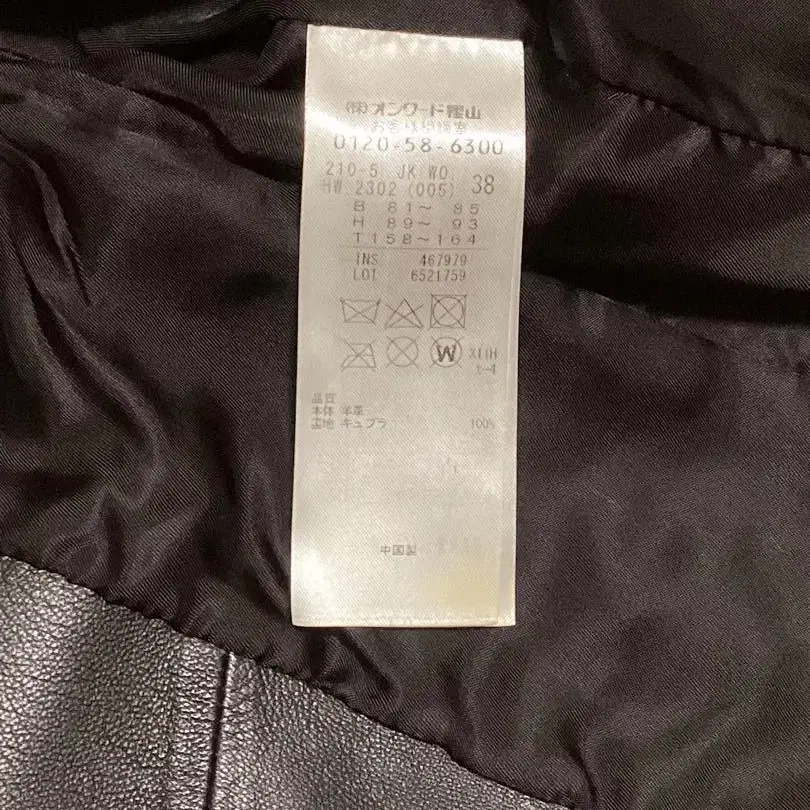 (株)オンワード樫山
お客様相談室
0120-58-6300
210-5 JK WO.
HW. 2302 (005) 38
B 81〜 85
H 89〜 93
T158〜164
INS 467979
LOT 6521759
W
品質
本体 羊革
キュプラ 100%
中国製